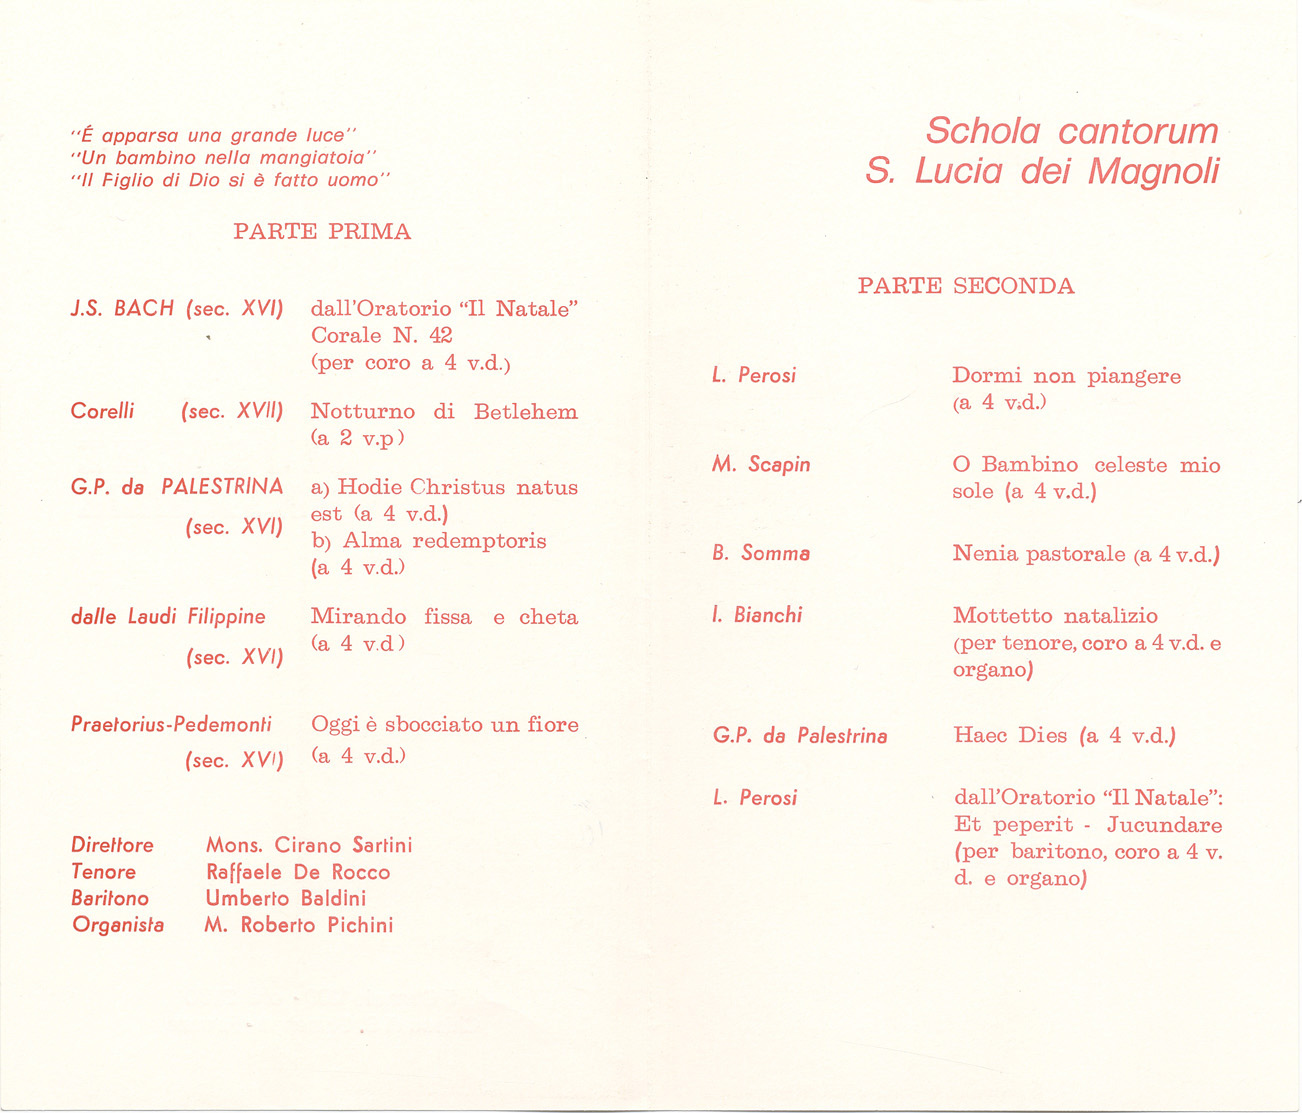 "É apparsa una grande luce"
"Un bambino nella mangiatoia"
"Il Figlio di Dio si è fatto uomo"
PARTE PRIMA
J.S. BACH (sec. XVI) dall'Oratorio "Il Natale"
Corale N. 42
(per coro a 4 v.d.)
Corelli (sec. XVII) Notturno di Betlehem
(a 2 v.p)
G.P. da PALESTRINA a) Hodie Christus natus
est (a 4 v.d.)
(sec. XVI)
b) Alma redemptoris
(a 4 v.d.)
dalle Laudi Filippine Mirando fissa e cheta
(a 4 v.d)
(sec. XVI)
Praetorius-Pedemonti Oggi è sbocciato un fiore
(sec. XVI) (a 4 v.d.)
Direttore Mons. Cirano Sartini
Tenore Raffaele De Rocco
Baritono Umberto Baldini
Organista M. Roberto Pichini
Schola cantorum
S. Lucia dei Magnoli
PARTE SECONDA
L. Perosi Dormi non piangere
(a 4 v.d.)
M. Scapin O Bambino celeste mio
sole (a 4 v.d.)
B. Somma Nenia pastorale (a 4 v.d.)
I. Bianchi Mottetto natalizio
(per tenore, coro a 4 v.d. e
organo)
G.P. da Palestrina Haec Dies (a 4 v.d.)
L. Perosi dall'Oratorio "Il Natale":
Et peperit - Jucundare
(per baritono, coro a 4 v.
d. e organo)